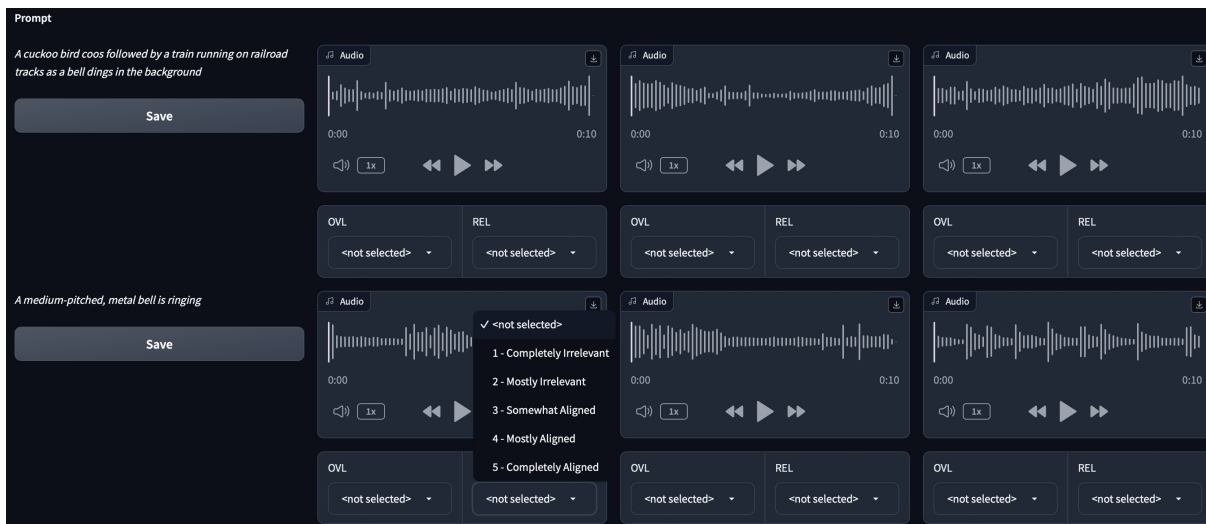 Prompt
A cuckoo bird coos followed by a train running on railroad
tracks as a bell dings in the background
Save
Audio
0:00
0:10
1x
OVL
REL
<not selected>
<not selected>
Audio
0:00
0:10
1x
OVL
REL
<not selected>
<not selected>
Audio
0:00
0:10
1x
OVL
REL
<not selected>
<not selected>
A medium-pitched, metal bell is ringing
Save
Audio
0:00
1x
OVL
<not selected>
<not selected>
1 - Completely Irrelevant
2 - Mostly Irrelevant
3 - Somewhat Aligned
4 - Mostly Aligned
5 - Completely Aligned
<not selected>
Audio
0:00
0:10
1x
OVL
REL
<not selected>
<not selected>
Audio
0:00
0:10
1x
OVL
REL
<not selected>
<not selected>